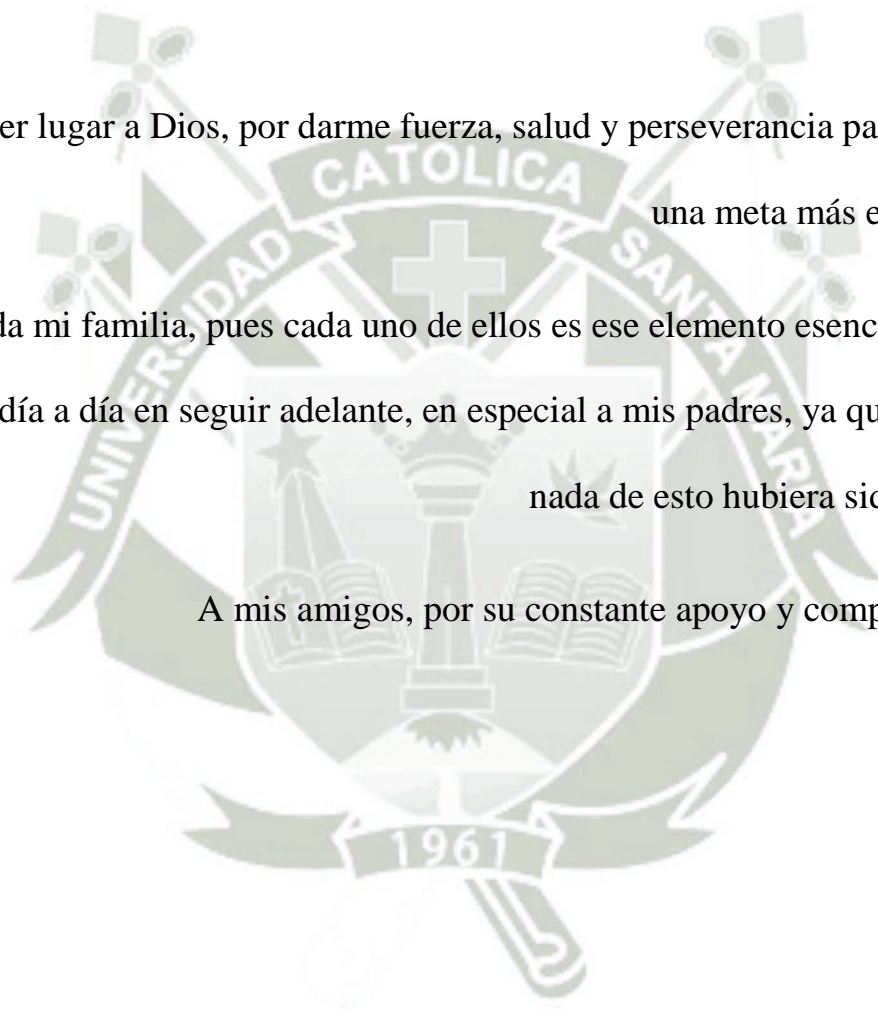 er lugar a Dios, por darme fuerza, salud y perseverancia pa
una meta más e
da mi familia, pues cada uno de ellos es ese elemento esenc
día a día en seguir adelante, en especial a mis padres, ya qu
nada de esto hubiera sid
A mis amigos, por su constante apoyo y comp
UNIVERSIDAD CATOLICA SANTA MARIA
1961